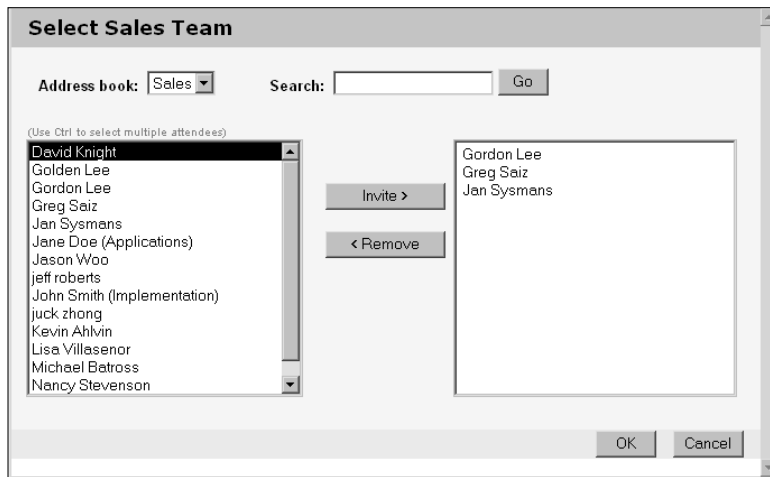 Select Sales Team
Address book: Sales Search: Go
(Use Ctrl to select multiple attendees)
David Knight
Golden Lee
Gordon Lee
Greg Saiz
Jan Sysmans
Jane Doe (Applications)
Jason Woo
jeff roberts
John Smith (Implementation)
juck zhong
Kevin Ahlvin
Lisa Villasenor
Michael Batross
Nancy Stevenson
Invite >
< Remove
Gordon Lee
Greg Saiz
Jan Sysmans
OK Cancel